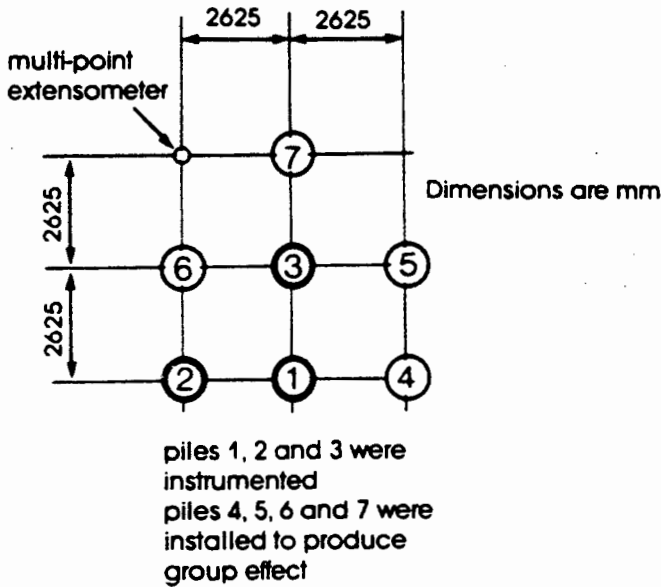 2625 2625
multi-point
extensometer
7
Dimensions are mm
2625
6 3 5
2625
2 1 4
piles 1, 2 and 3 were
instrumented
piles 4, 5, 6 and 7 were
installed to produce
group effect